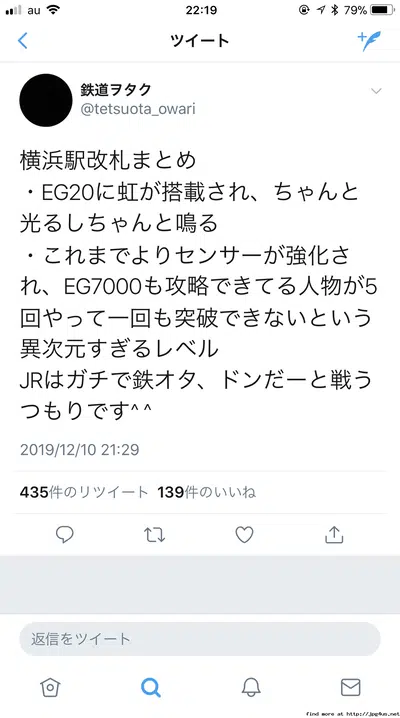 au 22:19 79%
ツイート
鉄道ヲタク
@tetsuota_owari
横浜駅改札まとめ
・EG20に虹が搭載され、ちゃんと
光るしちゃんと鳴る
・これまでよりセンサーが強化さ
れ、EG7000も攻略できてる人物が5
回やって一回も突破できないという
異次元すぎるレベル
JRはガチで鉄オタ、ドンだーと戦う
つもりです^ ^
2019/12/10 21:29
435件のリツイート 139件のいいね
返信をツイート
find more at http://jpg4us.net